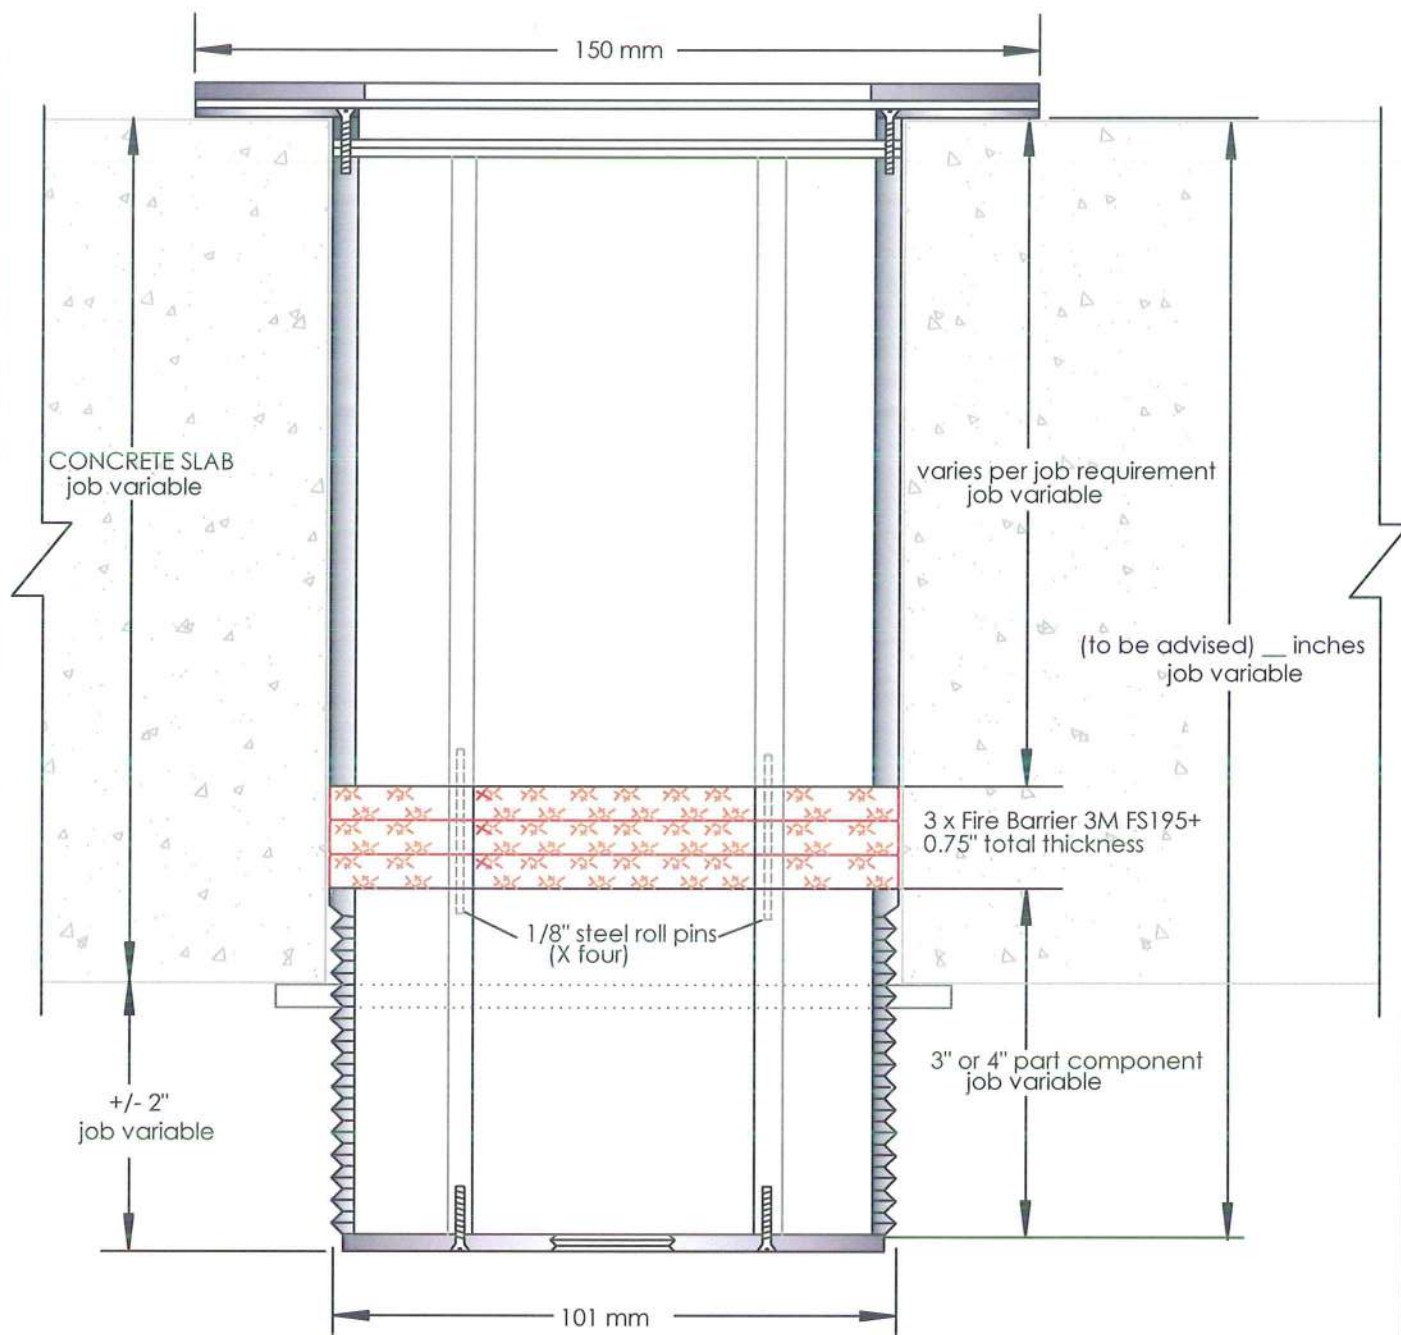 150 mm
CONCRETE SLAB
job variable
varies per job requirement
job variable
(to be advised) __ inches
job variable
3 x Fire Barrier 3M FS195+
0.75" total thickness
1/8" steel roll pins
(X four)
3" or 4" part component
job variable
+/- 2"
job variable
101 mm